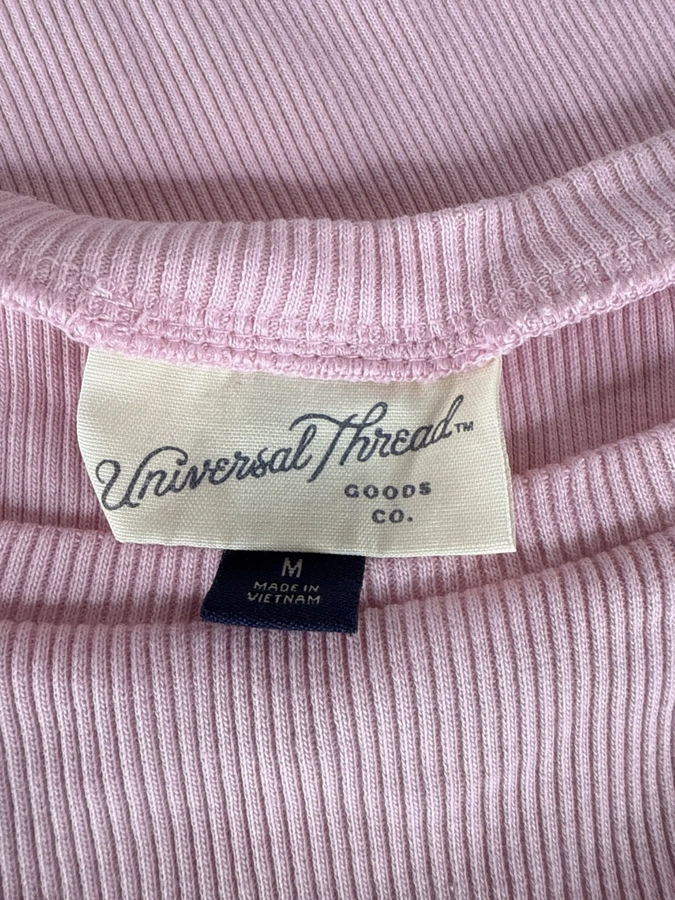 Universal Thread™
GOODS
CO.
M
MADE IN
VIETNAM